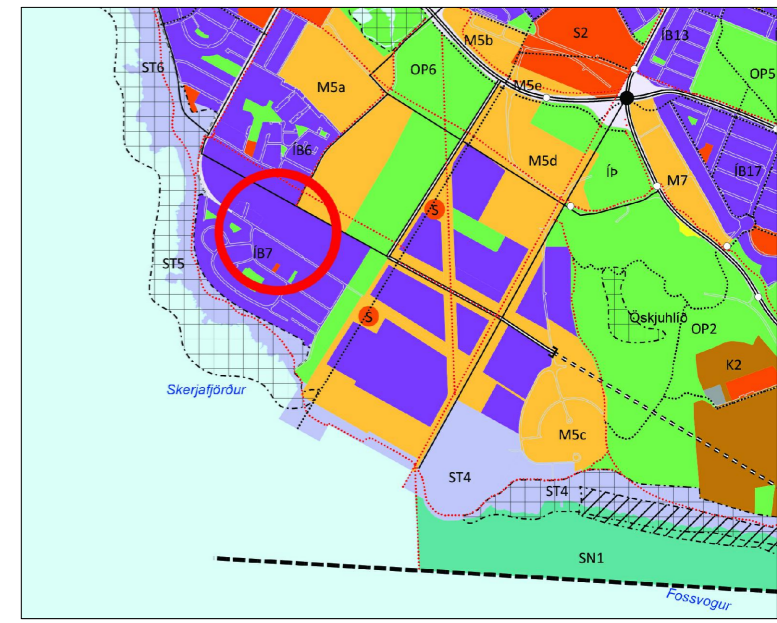 M5b
S2
ÍB13
ST6
M5a
OP6
M5e
OP5
ÍB6
M5d
ÍÞ
M7
ÍB17
S
ÍB7
ST5
S
Öskjuhlíð
OP2
K2
Skerjafjörður
M5c
ST4
ST4
SN1
Fossvogur